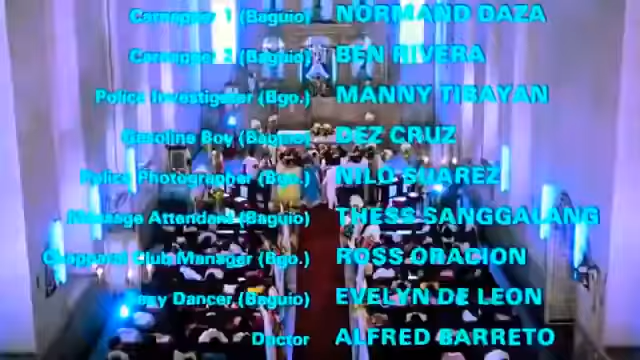 Carnapper 1 (Baguio) NORMAND DAZA
Carnapper 2 (Baguio) BEN RIVERA
Police Investigator (Bgo.) MANNY TIBAYAN
Gasoline Boy (Baguio) DEZ CRUZ
Police Photographer (Bgo.) NILO SUAREZ
Massage Attendant (Baguio) THESS SANGGALANG
Club Manager (Bgo.) ROSS ORACION
Dancer (Baguio) EVELYN DE LEON
Doctor ALFRED BARRETO